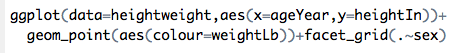 ggplot(data=heightweight,aes(x=ageYear,y=heightIn))+
geom_point(aes(colour=weightLb))+facet_grid(.~sex)